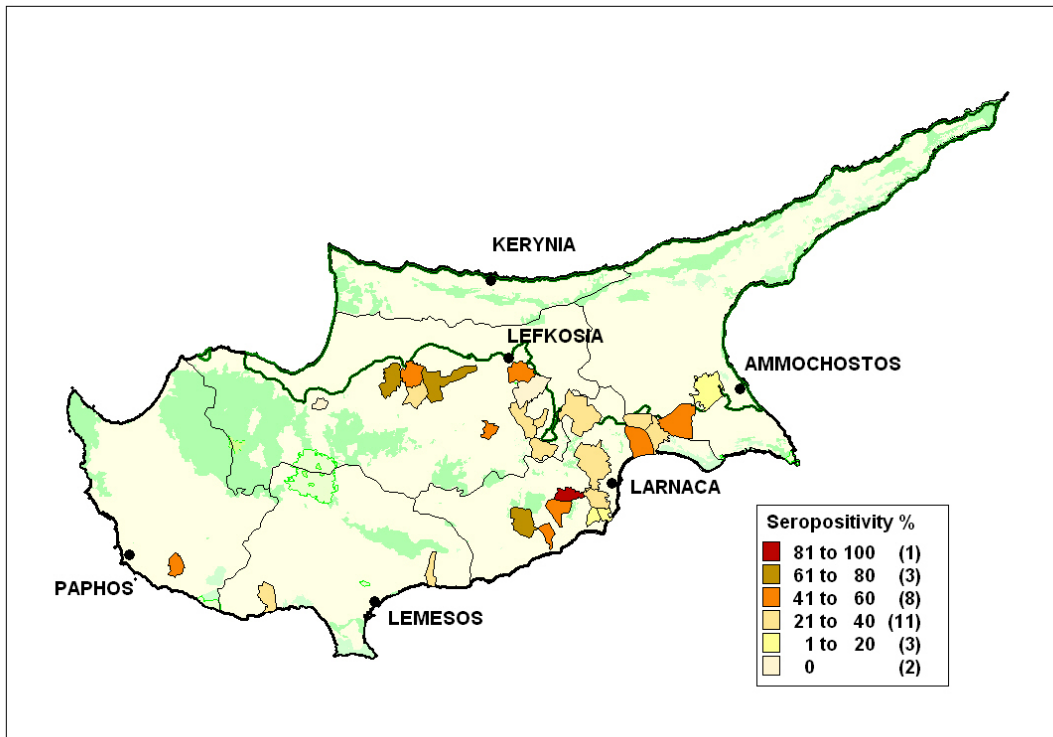 KERYNIA
LEFKOSIA
AMMOCHOSTOS
LARNACA
PAPHOS
LEMESOS
Seropositivity %
81 to 100 (1)
61 to 80 (3)
41 to 60 (8)
21 to 40 (11)
1 to 20 (3)
0 (2)